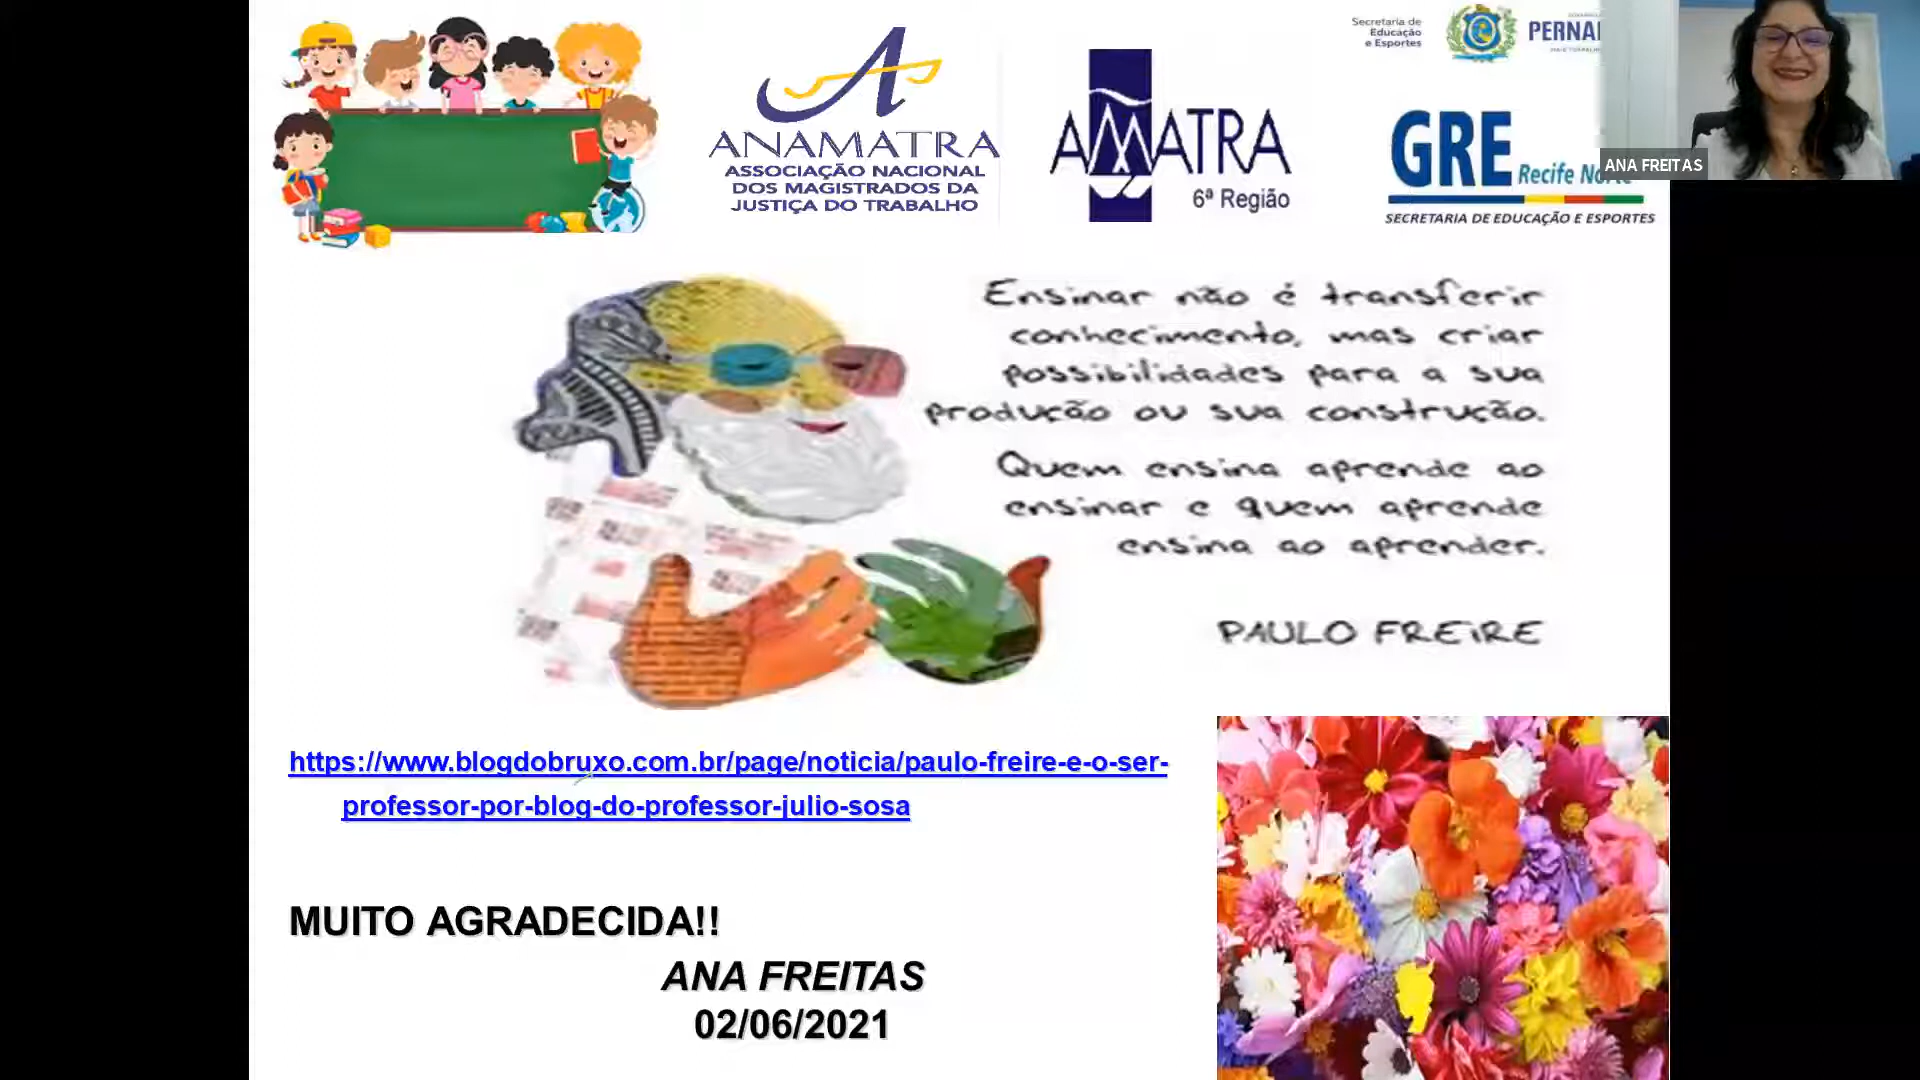 Secretaria de
Educação
e Esportes
PERNA
ANAMATRA
ASSOCIAÇÃO NACIONAL
DOS MAGISTRADOS DA
JUSTIÇA DO TRABALHO
AMATRA
6ª Região
GRE Recife Norte
SECRETARIA DE EDUCAÇÃO E ESPORTES
ANA FREITAS
Ensinar não é transferir
conhecimento, mas criar
possibilidades para a sua
produção ou sua construção.
Quem ensina aprende ao
ensinar e quem aprende
ensina ao aprender.
PAULO FREIRE
https://www.blogdobruxo.com.br/page/noticia/paulo-freire-e-o-ser-
professor-por-blog-do-professor-julio-sosa
MUITO AGRADECIDA!!
ANA FREITAS
02/06/2021